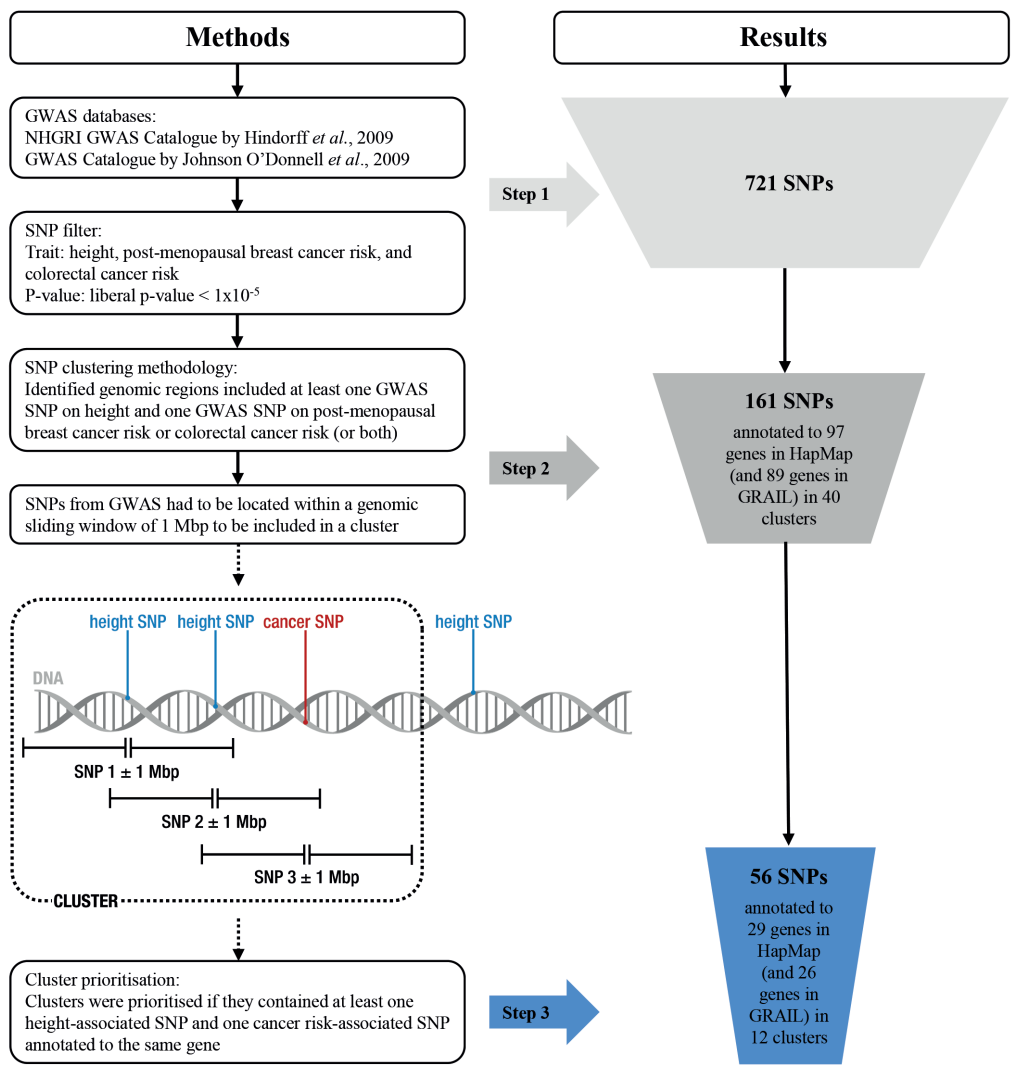 Methods
GWAS databases:
NHGRI GWAS Catalogue by Hindorff et al., 2009
GWAS Catalogue by Johnson O’Donnell et al., 2009
SNP filter:
Trait: height, post-menopausal breast cancer risk, and
colorectal cancer risk
P-value: liberal p-value < 1x10⁻⁵
SNP clustering methodology:
Identified genomic regions included at least one GWAS
SNP on height and one GWAS SNP on post-menopausal
breast cancer risk or colorectal cancer risk (or both)
SNPs from GWAS had to be located within a genomic
sliding window of 1 Mbp to be included in a cluster
height SNP
height SNP
cancer SNP
height SNP
DNA
SNP 1 ± 1 Mbp
SNP 2 ± 1 Mbp
SNP 3 ± 1 Mbp
CLUSTER
Cluster prioritisation:
Clusters were prioritised if they contained at least one
height-associated SNP and one cancer risk-associated SNP
annotated to the same gene
Results
Step 1
721 SNPs
Step 2
161 SNPs
annotated to 97
genes in HapMap
(and 89 genes in
GRAIL) in 40
clusters
Step 3
56 SNPs
annotated to
29 genes in
HapMap
(and 26
genes in
GRAIL) in
12 clusters